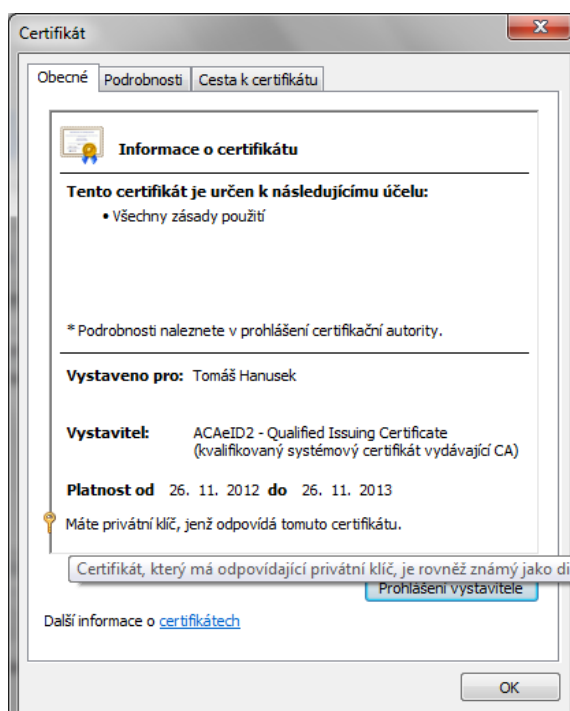 Certifikát
Obecné Podrobnosti Cesta k certifikátu
Informace o certifikátu
Tento certifikát je určen k následujícímu účelu:
• Všechny zásady použití
* Podrobnosti naleznete v prohlášení certifikační autority.
Vystaveno pro: Tomáš Hanusek
Vystavitel: ACAeID2 - Qualified Issuing Certificate
(kvalifikovaný systémový certifikát vydávající CA)
Platnost od 26. 11. 2012 do 26. 11. 2013
Máte privátní klíč, jenž odpovídá tomuto certifikátu.
Certifikát, který má odpovídající privátní klíč, je rovněž známý jako di
Prohlášení vystavitele
Další informace o certifikátech
OK